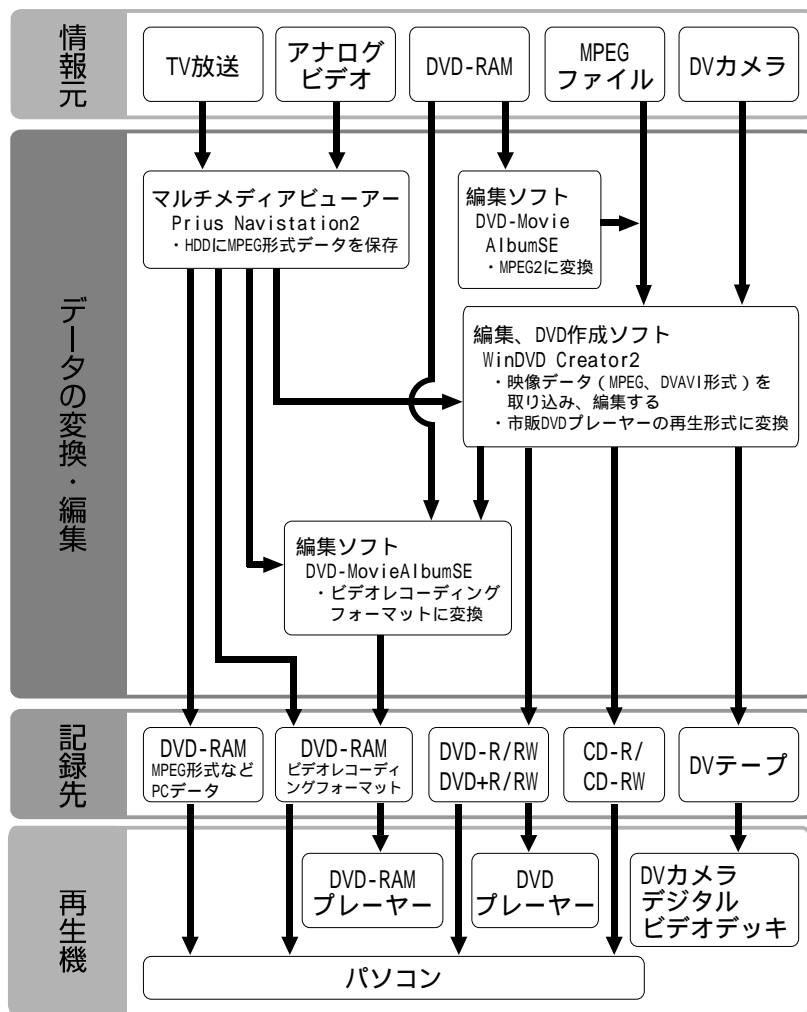 情報元
TV放送
アナログ
ビデオ
DVD-RAM
MPEG
ファイル
DVカメラ
データの変換・編集
マルチメディアビューアー
Prius Navistation2
・HDDにMPEG形式データを保存
編集ソフト
DVD-Movie
AlbumSE
・MPEG2に変換
編集、DVD作成ソフト
WinDVD Creator2
・映像データ（MPEG、DVAVI形式）を
取り込み、編集する
・市販DVDプレーヤーの再生形式に変換
編集ソフト
DVD-MovieAlbumSE
・ビデオレコーディング
フォーマットに変換
記録先
DVD-RAM
MPEG形式など
PCデータ
DVD-RAM
ビデオレコーディ
ングフォーマット
DVD-R/RW
DVD+R/RW
CD-R/
CD-RW
DVテープ
再生機
DVD-RAM
プレーヤー
DVD
プレーヤー
DVカメラ
デジタル
ビデオデッキ
パソコン